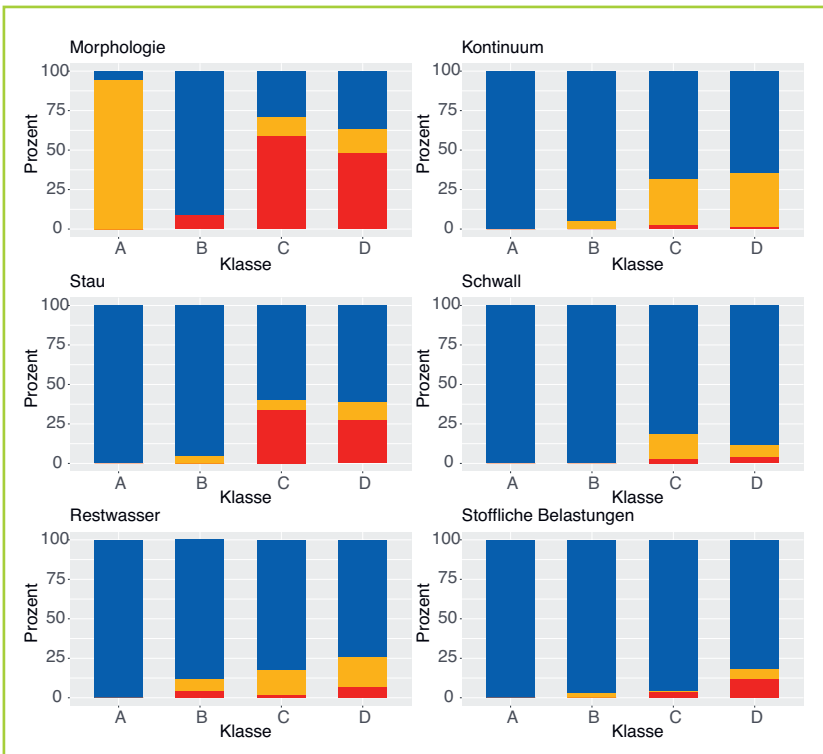 Morphologie
Prozent
100
75
50
25
0
A B C D
Klasse
Kontinuum
Prozent
100
75
50
25
0
A B C D
Klasse
Stau
Prozent
100
75
50
25
0
A B C D
Klasse
Schwall
Prozent
100
75
50
25
0
A B C D
Klasse
Restwasser
Prozent
100
75
50
25
0
A B C D
Klasse
Stoffliche Belastungen
Prozent
100
75
50
25
0
A B C D
Klasse